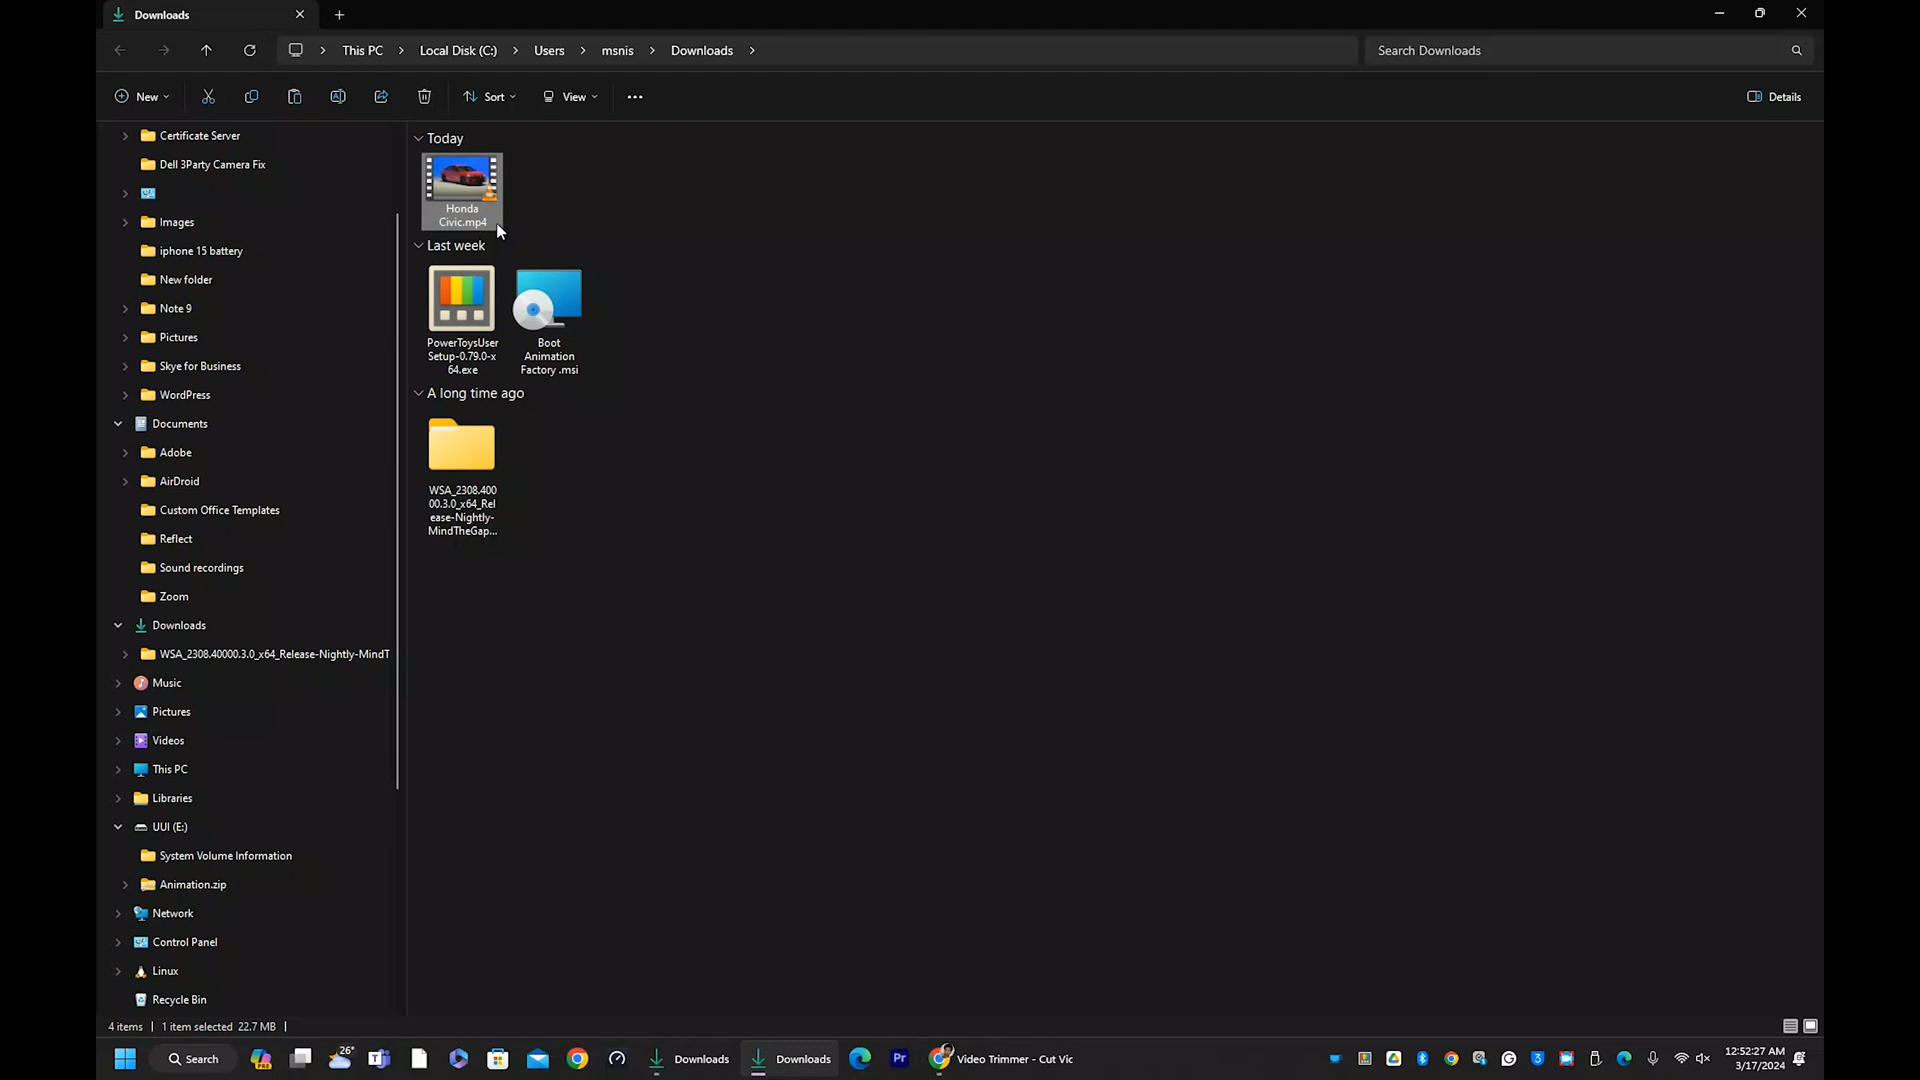 Downloads
This PC > Local Disk (C:) > Users > msnis > Downloads >
Search Downloads
New
Sort
View
Details
Certificate Server
Dell 3Party Camera Fix
Images
iphone 15 battery
New folder
Note 9
Pictures
Skye for Business
WordPress
Documents
Adobe
AirDroid
Custom Office Templates
Reflect
Sound recordings
Zoom
Downloads
WSA_2308.40000.3.0_x64_Release-Nightly-MindT
Music
Pictures
Videos
This PC
Libraries
UUI (E:)
System Volume Information
Animation.zip
Network
Control Panel
Linux
Recycle Bin
Today
Honda
Civic.mp4
Last week
PowerToysUser
Setup-0.79.0-x
64.exe
Boot
Animation
Factory .msi
A long time ago
WSA_2308.400
00.3.0_x64_Rel
ease-Nightly-
MindTheGap...
4 items
1 item selected 22.7 MB
Search
PRE
26°
Downloads
Downloads
Pr
Video Trimmer - Cut Vic
12:52:27 AM
3/17/2024